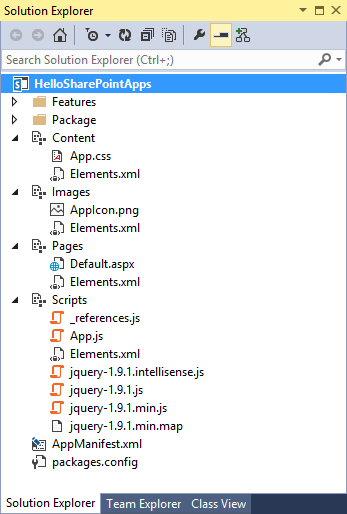 Solution Explorer
Search Solution Explorer (Ctrl+;)
HelloSharePointApps
Features
Package
Content
App.css
Elements.xml
Images
AppIcon.png
Elements.xml
Pages
Default.aspx
Elements.xml
Scripts
_references.js
App.js
Elements.xml
jquery-1.9.1.intellisense.js
jquery-1.9.1.js
jquery-1.9.1.min.js
jquery-1.9.1.min.map
AppManifest.xml
packages.config
Solution Explorer Team Explorer Class View